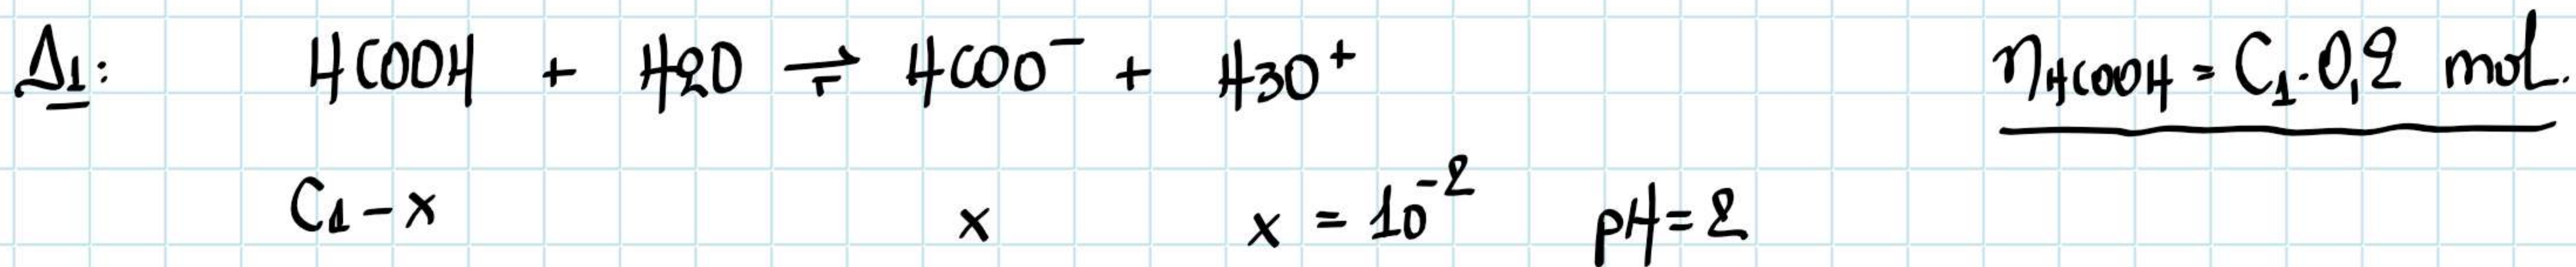 Δ1: HCOOH + H2O ⇌ HCOO⁻ + H3O⁺ nHCOOH = C1·0,2 mol.
C1-x x x = 10⁻² pH=2